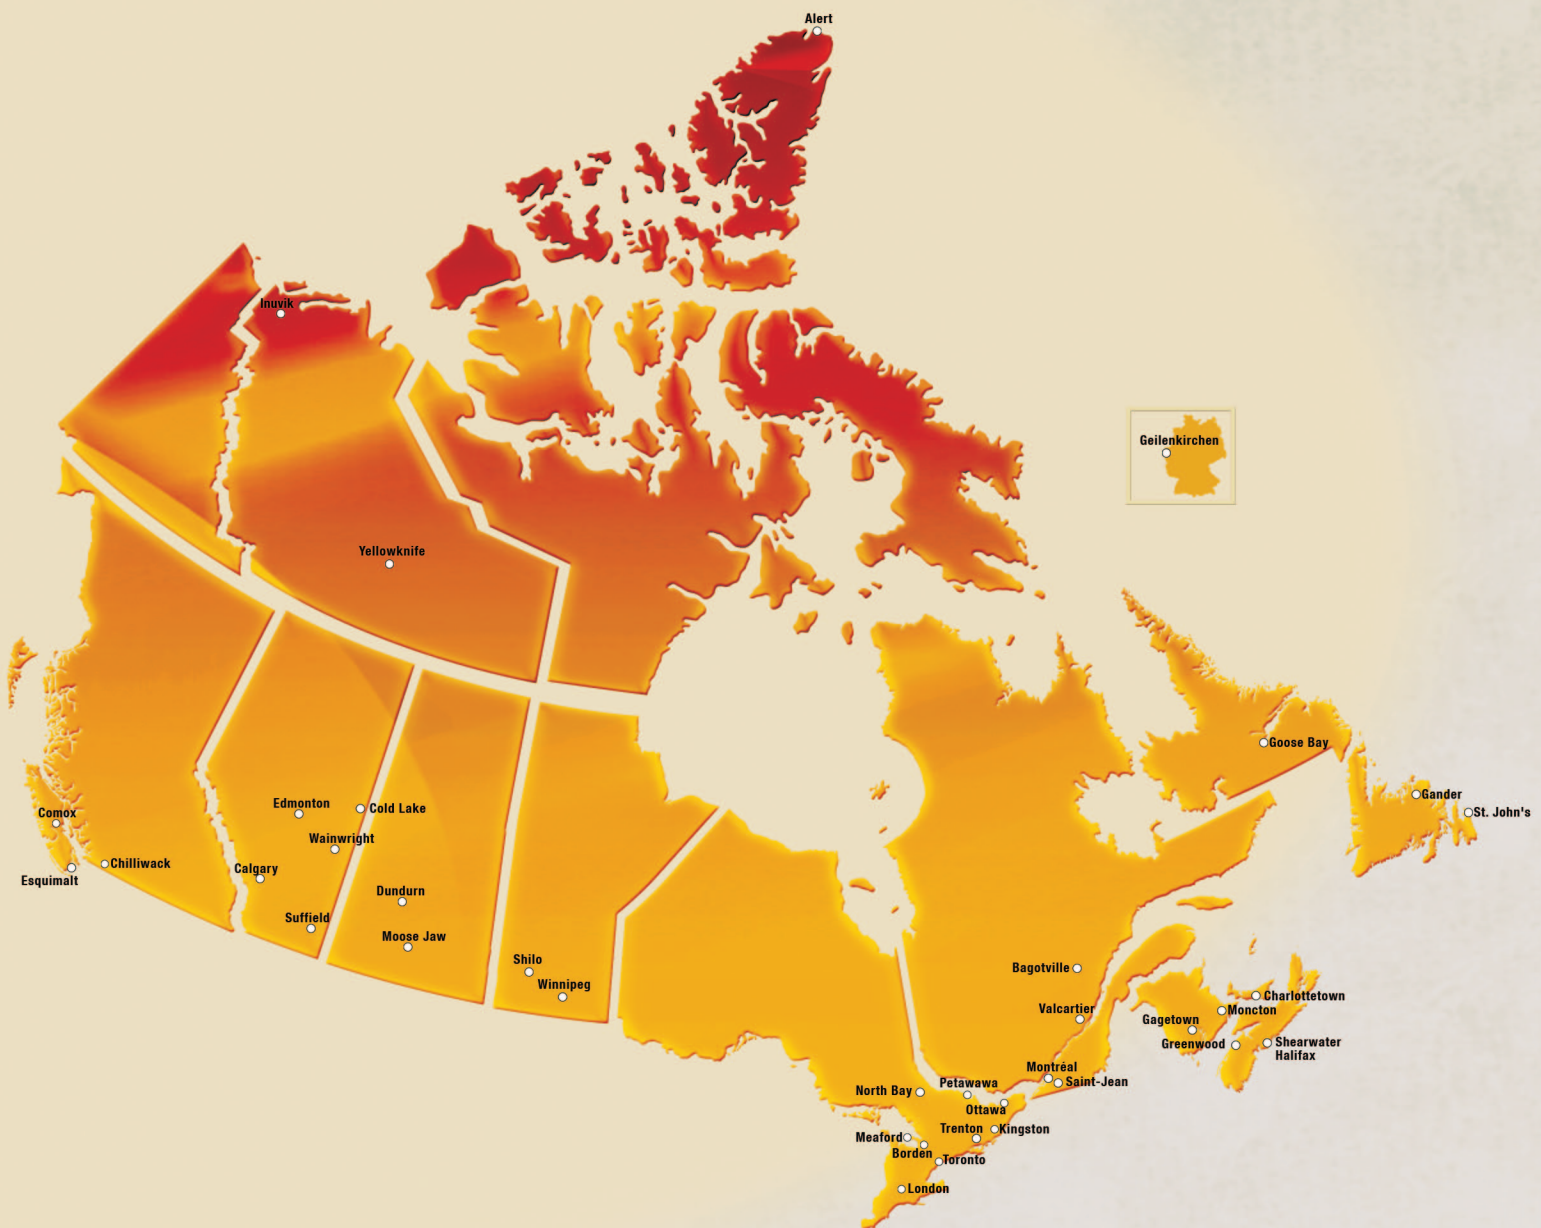 Alert
Inuvik
Geilenkirchen
Yellowknife
Goose Bay
Gander
St. John's
Edmonton
Cold Lake
Comox
Wainwright
Chilliwack
Calgary
Esquimalt
Dundurn
Suffield
Moose Jaw
Shilo
Winnipeg
Bagotville
Charlottetown
Valcartier
Moncton
Gagetown
Greenwood
Shearwater
Halifax
Montréal
Saint-Jean
Petawawa
North Bay
Ottawa
Trenton
Kingston
Meaford
Borden
Toronto
London